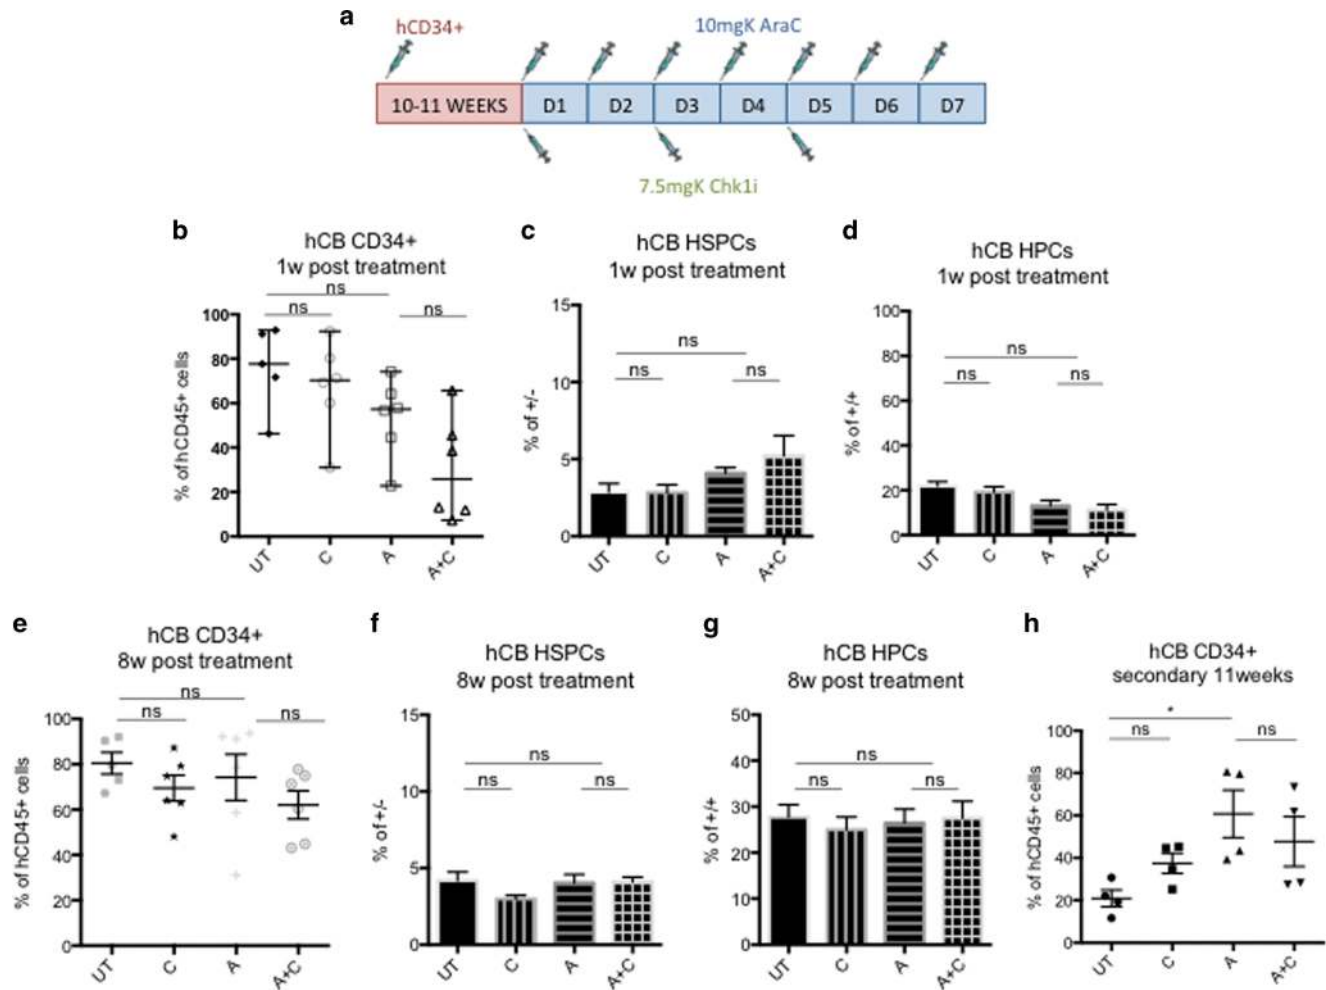 a
hCD34+
10mgK AraC
10-11 WEEKS D1 D2 D3 D4 D5 D6 D7
7.5mgK Chk1i
b
hCB CD34+
1w post treatment
ns
ns
ns
% of hCD45+ cells
100
80
60
40
20
0
UT C A A+C
c
hCB HSPCs
1w post treatment
ns
ns
ns
% of +/-
15
10
5
0
UT C A A+C
d
hCB HPCs
1w post treatment
ns
ns
ns
% of +/+
100
80
60
40
20
0
UT C A A+C
e
hCB CD34+
8w post treatment
ns
ns
ns
% of hCD45+ cells
100
80
60
40
20
0
UT C A A+C
f
hCB HSPCs
8w post treatment
ns
ns
ns
% of +/-
15
10
5
0
UT C A A+C
g
hCB HPCs
8w post treatment
ns
ns
ns
% of +/+
50
40
30
20
10
0
UT C A A+C
h
hCB CD34+
secondary 11weeks
*
ns
ns
% of hCD45+ cells
100
80
60
40
20
0
UT C A A+C